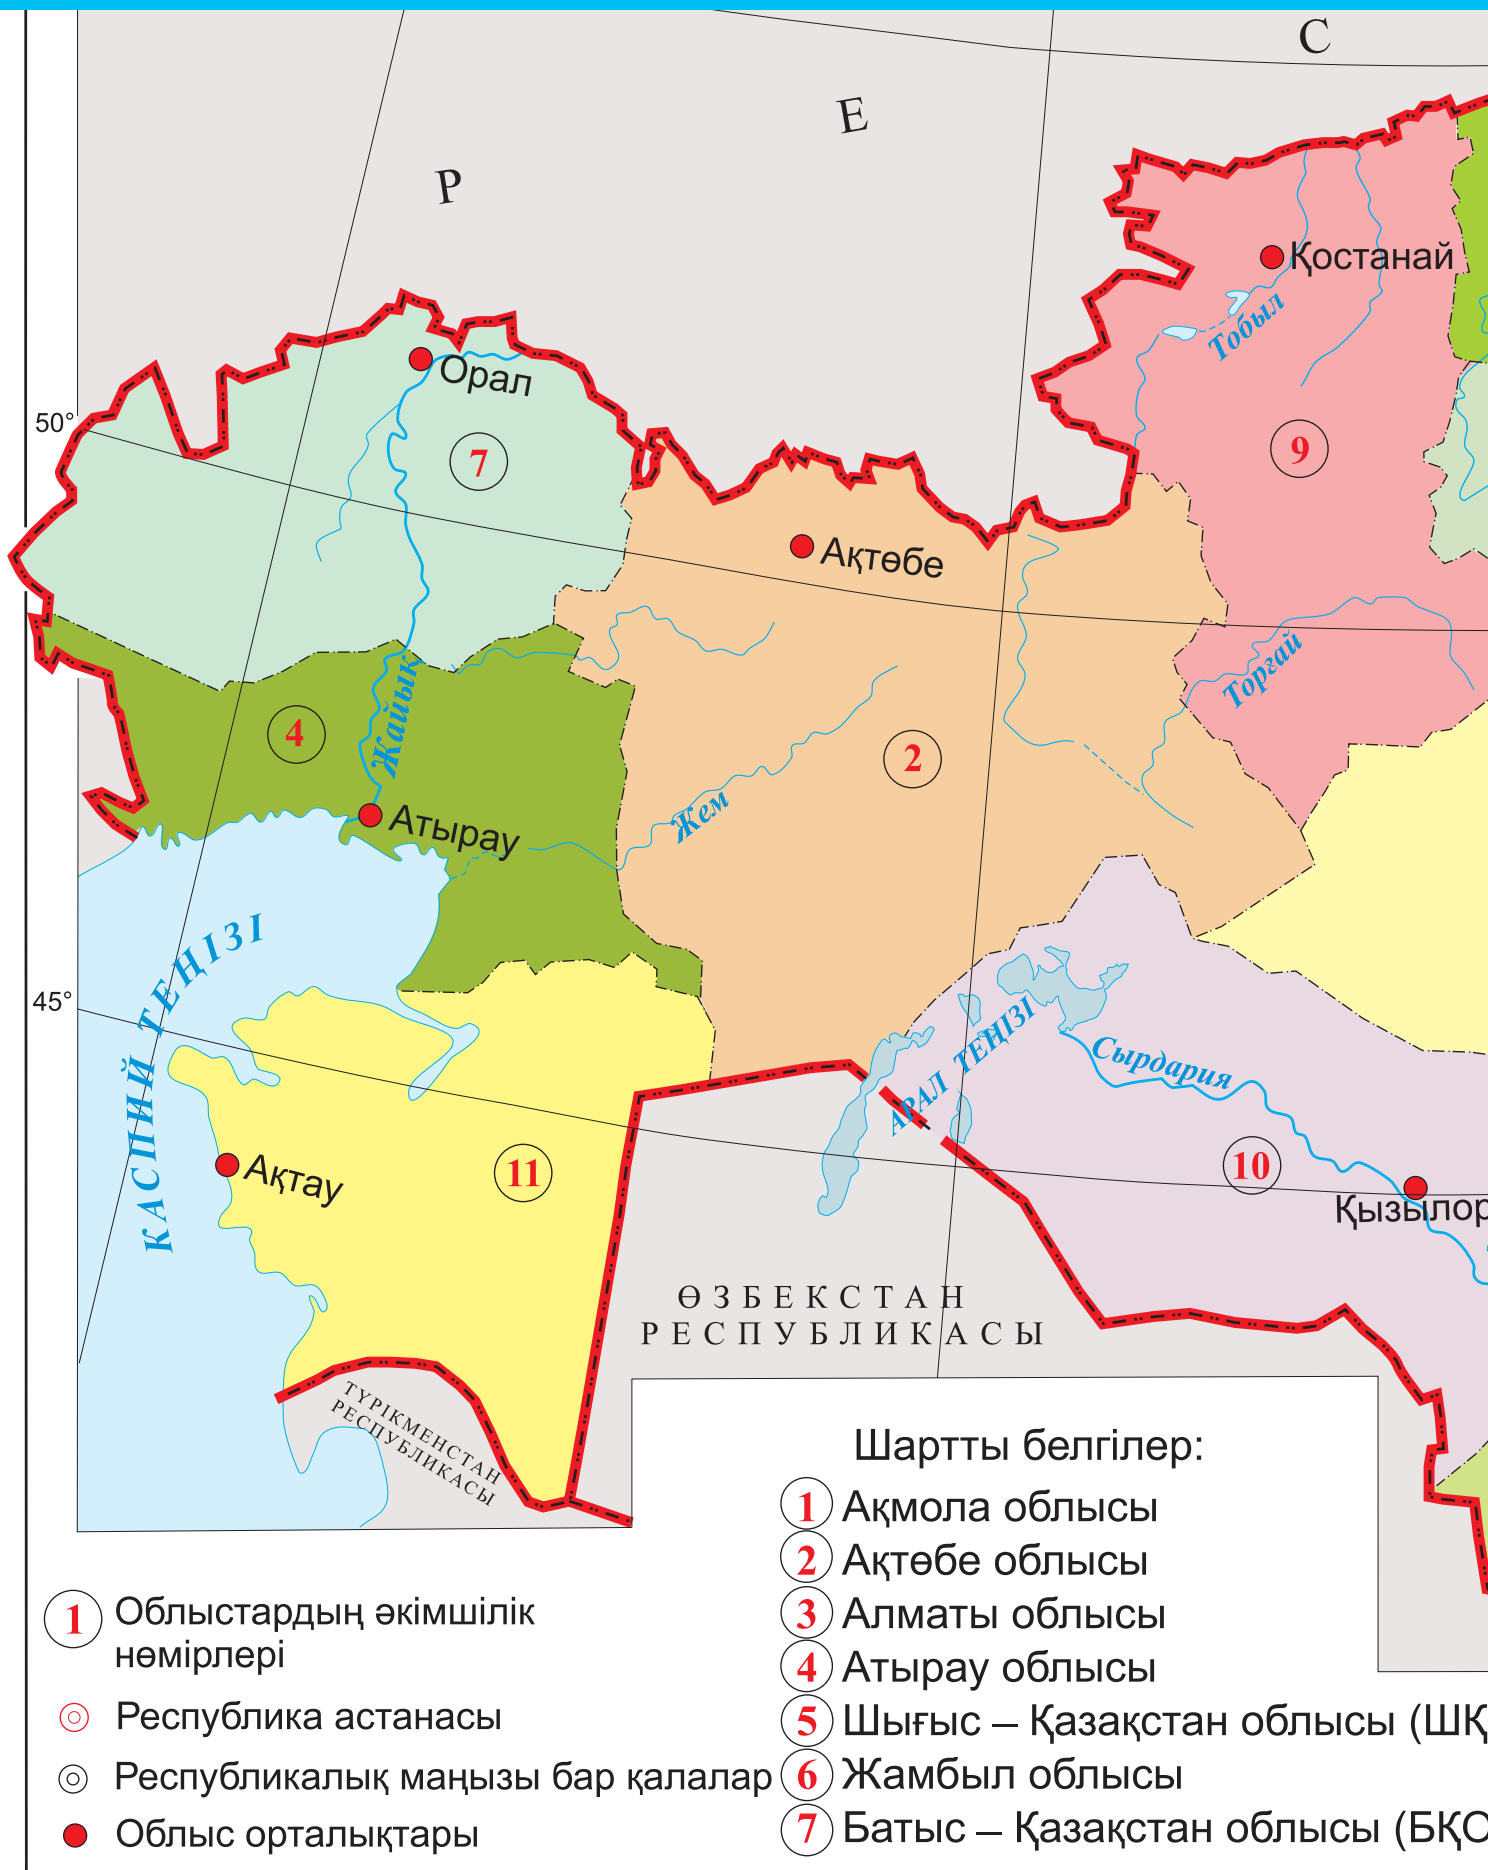 С
Е
Р
Қостанай
Тобыл
Орал
50°
7
9
Ақтөбе
Торғай
Жайық
4
2
Атырау
Жем
КАСПИЙ ТЕҢІЗІ
45°
АРАЛ ТЕҢІЗІ
Сырдария
Ақтау
11
10
Қызылор
ӨЗБЕКСТАН
РЕСПУБЛИКАСЫ
ТҮРІКМЕНСТАН
РЕСПУБЛИКАСЫ
Шартты белгілер:
1 Ақмола облысы
2 Ақтөбе облысы
3 Алматы облысы
4 Атырау облысы
5 Шығыс – Қазақстан облысы (ШҚ
6 Жамбыл облысы
7 Батыс – Қазақстан облысы (БҚО
1 Облыстардың әкімшілік
нөмірлері
Республика астанасы
Республикалық маңызы бар қалалар
Облыс орталықтары